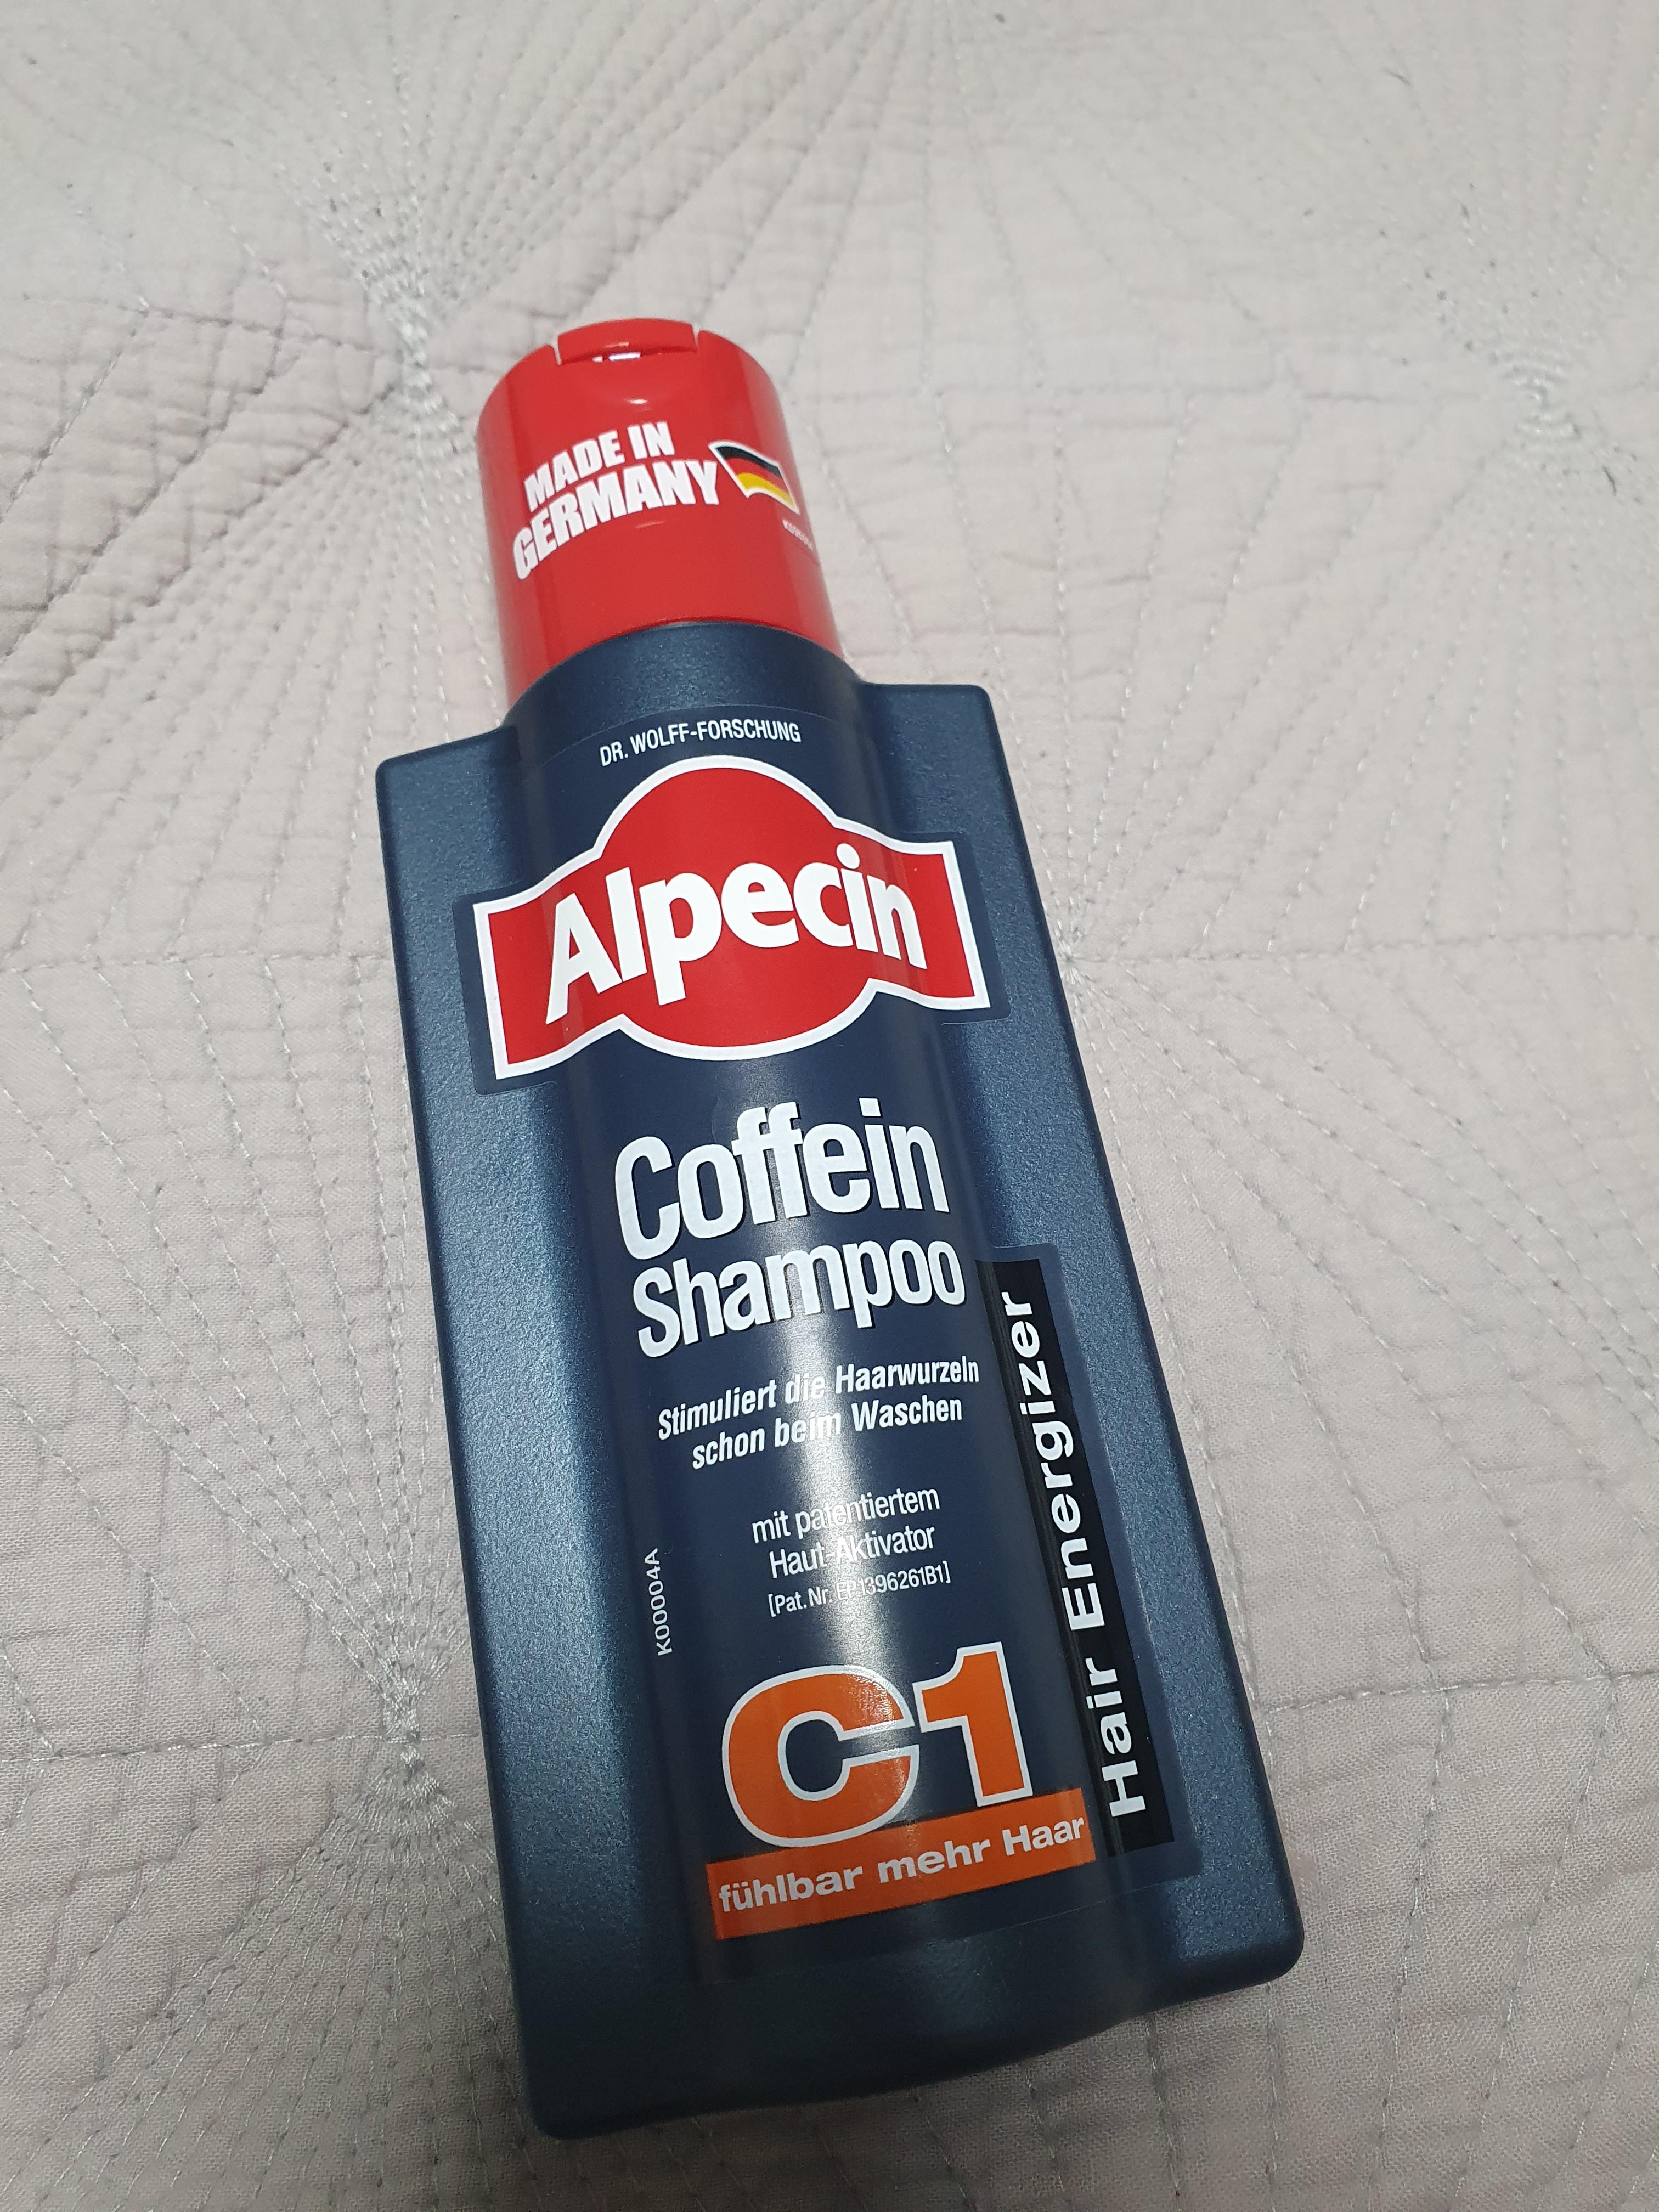 MADE IN
GERMANY
DR. WOLFF-FORSCHUNG
Alpecin
Coffein
Shampoo
Stimuliert die Haarwurzeln
schon beim Waschen
mit patentiertem
Haut-Aktivator
[Pat. Nr. EP1396261B1]
K00004A
C1
fühlbar mehr Haar
Hair Energizer